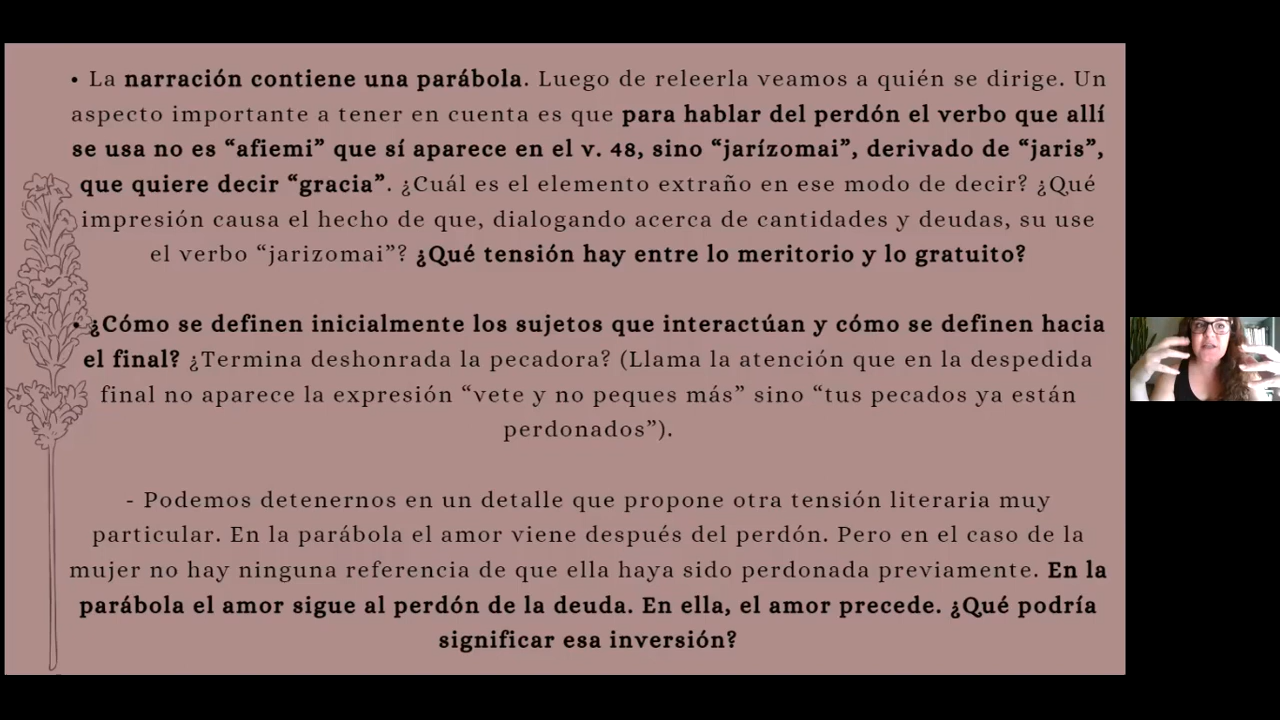 • La narración contiene una parábola. Luego de releerla veamos a quién se dirige. Un
aspecto importante a tener en cuenta es que para hablar del perdón el verbo que allí
se usa no es “afiemi” que sí aparece en el v. 48, sino “jarízomai”, derivado de “jaris”,
que quiere decir “gracia”. ¿Cuál es el elemento extraño en ese modo de decir? ¿Qué
impresión causa el hecho de que, dialogando acerca de cantidades y deudas, su use
el verbo “jarizomai”? ¿Qué tensión hay entre lo meritorio y lo gratuito?
• ¿Cómo se definen inicialmente los sujetos que interactúan y cómo se definen hacia
el final? ¿Termina deshonrada la pecadora? (Llama la atención que en la despedida
final no aparece la expresión “vete y no peques más” sino “tus pecados ya están
perdonados”).
- Podemos detenernos en un detalle que propone otra tensión literaria muy
particular. En la parábola el amor viene después del perdón. Pero en el caso de la
mujer no hay ninguna referencia de que ella haya sido perdonada previamente. En la
parábola el amor sigue al perdón de la deuda. En ella, el amor precede. ¿Qué podría
significar esa inversión?